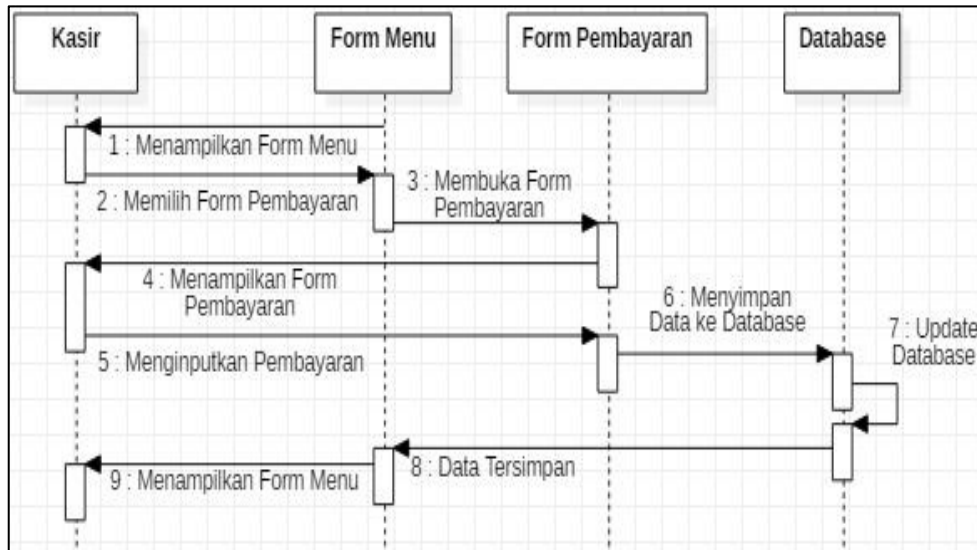 Kasir
Form Menu
Form Pembayaran
Database
1 : Menampilkan Form Menu
2 : Memilih Form Pembayaran
3 : Membuka Form
Pembayaran
4 : Menampilkan Form
Pembayaran
5 : Menginputkan Pembayaran
6 : Menyimpan
Data ke Database
7 : Update
Database
8 : Data Tersimpan
9 : Menampilkan Form Menu